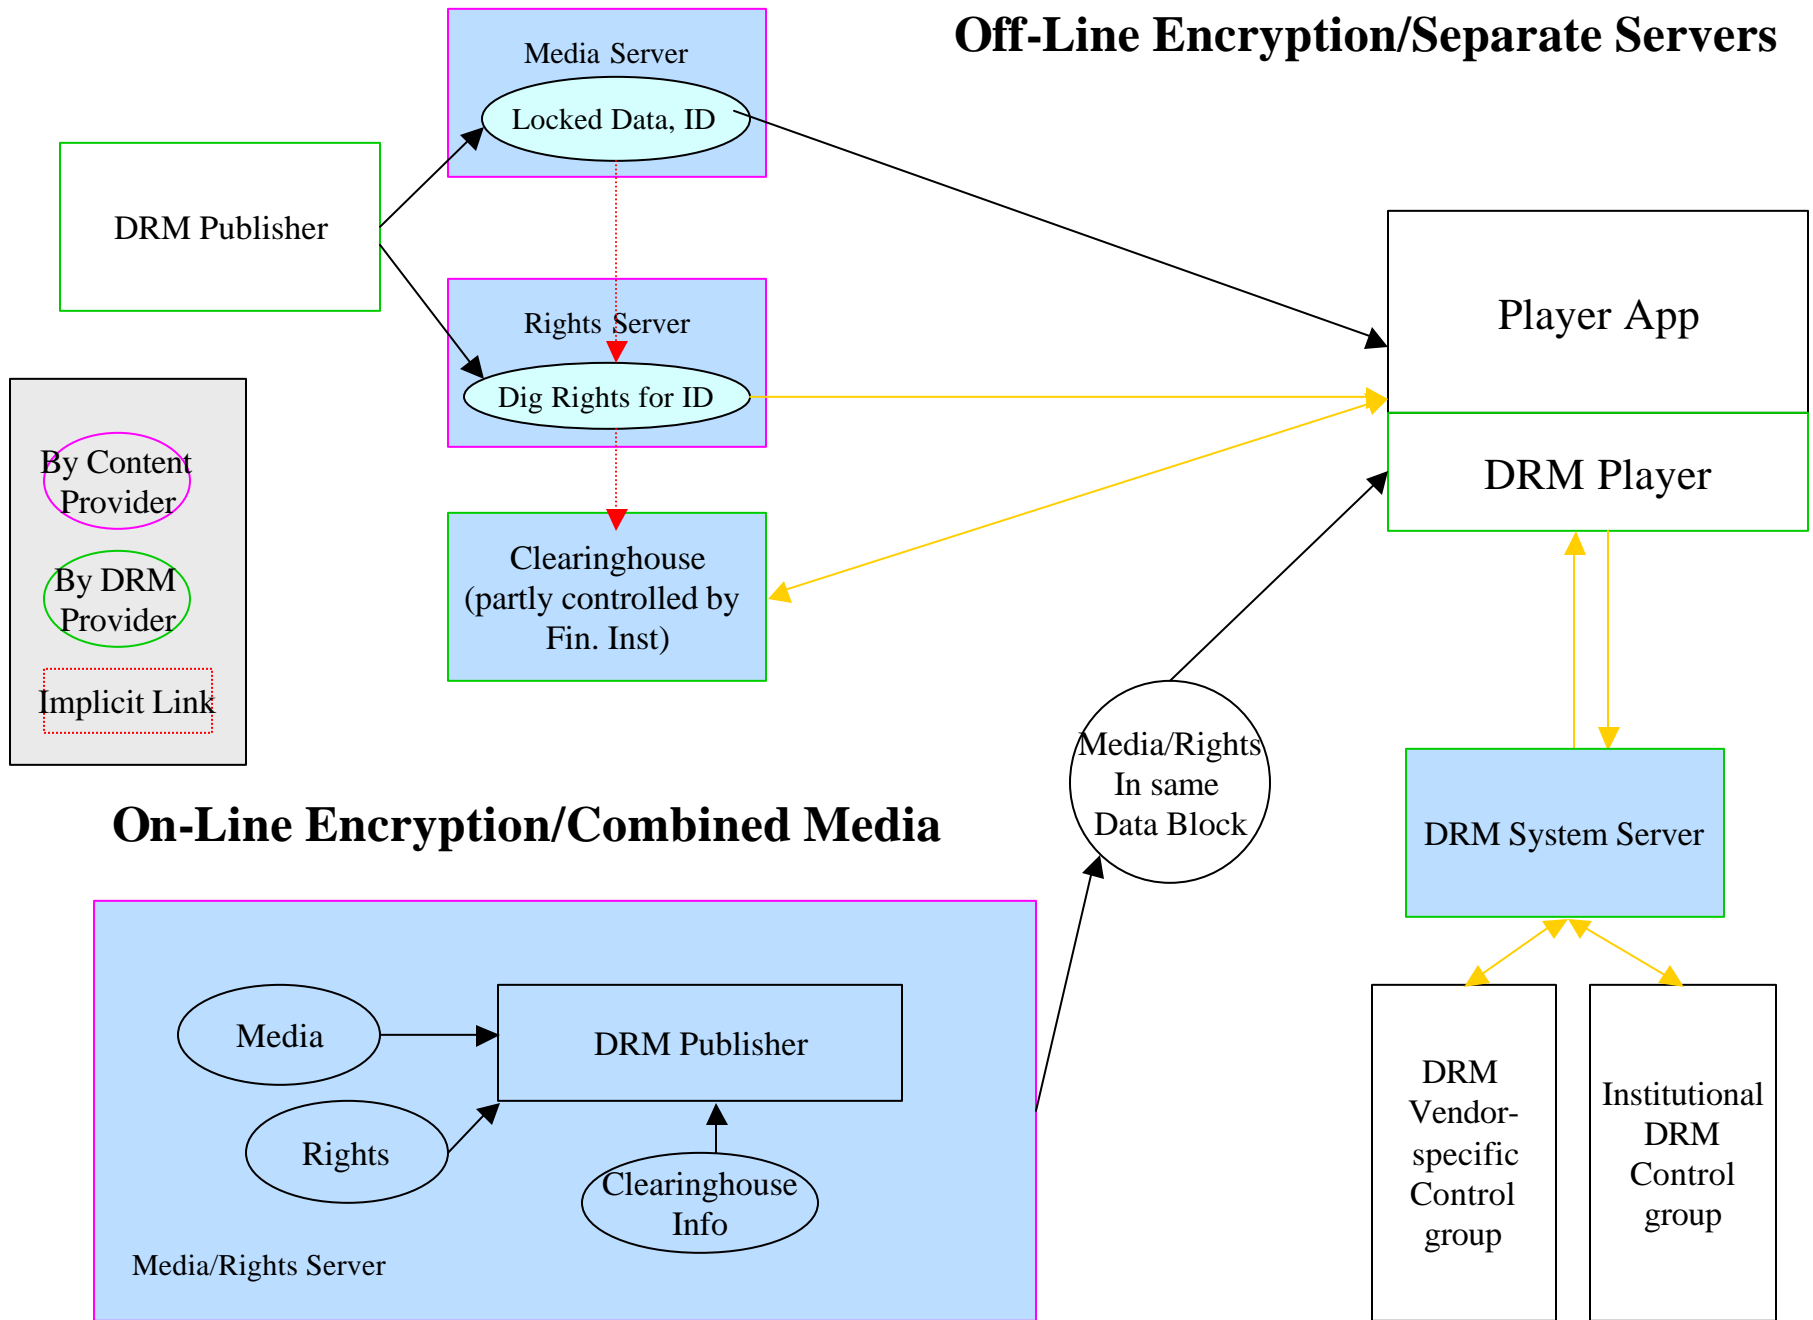 Off-Line Encryption/Separate Servers
Media Server
Locked Data, ID
DRM Publisher
Rights Server
Dig Rights for ID
Player App
DRM Player
By Content
Provider
By DRM
Provider
Implicit Link
Clearinghouse
(partly controlled by
Fin. Inst)
Media/Rights
In same
Data Block
DRM System Server
On-Line Encryption/Combined Media
Media
DRM Publisher
Rights
Clearinghouse
Info
Media/Rights Server
DRM
Vendor-
specific
Control
group
Institutional
DRM
Control
group